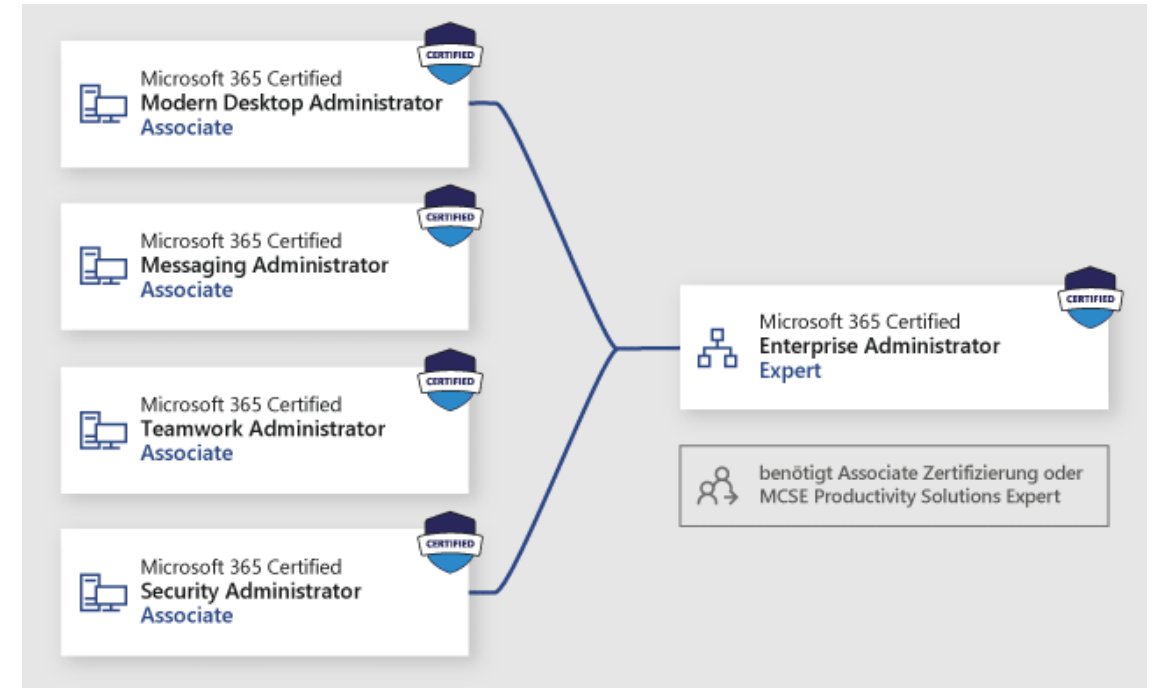 CERTIFIED
Microsoft 365 Certified
Modern Desktop Administrator
Associate
CERTIFIED
Microsoft 365 Certified
Messaging Administrator
Associate
CERTIFIED
Microsoft 365 Certified
Teamwork Administrator
Associate
CERTIFIED
Microsoft 365 Certified
Security Administrator
Associate
CERTIFIED
Microsoft 365 Certified
Enterprise Administrator
Expert
benötigt Associate Zertifizierung oder
MCSE Productivity Solutions Expert